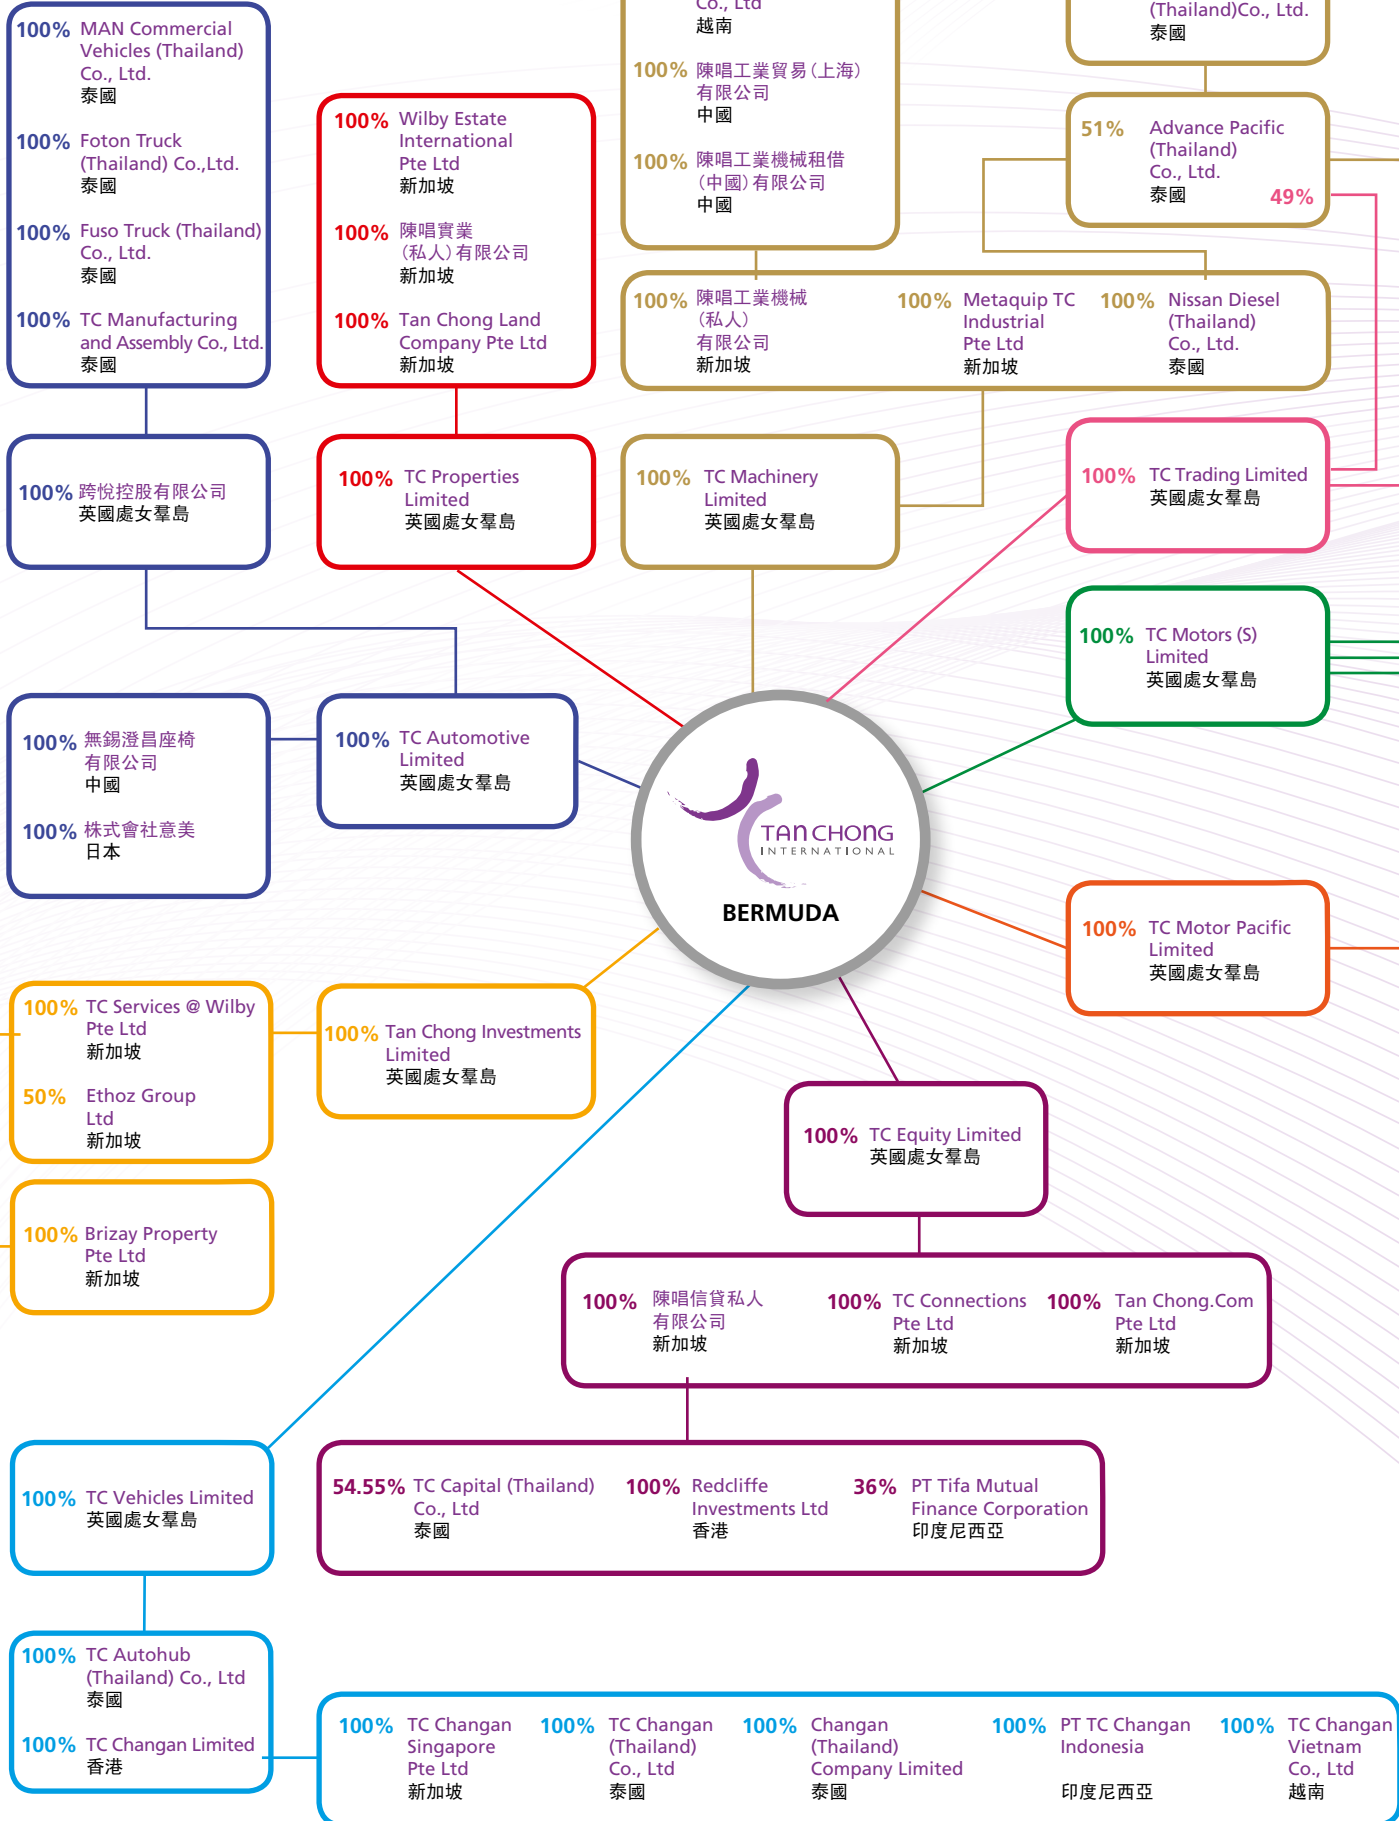 100% MAN Commercial
Vehicles (Thailand)
Co., Ltd.
泰國
100% Foton Truck
(Thailand) Co.,Ltd.
泰國
100% Fuso Truck (Thailand)
Co., Ltd.
泰國
100% TC Manufacturing
and Assembly Co., Ltd.
泰國
100% Wilby Estate
International
Pte Ltd
新加坡
100% 陳唱實業
(私人)有限公司
新加坡
100% Tan Chong Land
Company Pte Ltd
新加坡
Co., Ltd
越南
100% 陳唱工業貿易(上海)
有限公司
中國
100% 陳唱工業機械租借
(中國)有限公司
中國
(Thailand)Co., Ltd.
泰國
51% Advance Pacific
(Thailand)
Co., Ltd.
泰國
49%
100% 陳唱工業機械
(私人)
有限公司
新加坡
100% Metaquip TC
Industrial
Pte Ltd
新加坡
100% Nissan Diesel
(Thailand)
Co., Ltd.
泰國
100% 跨悅控股有限公司
英國處女羣島
100% TC Properties
Limited
英國處女羣島
100% TC Machinery
Limited
英國處女羣島
100% TC Trading Limited
英國處女羣島
100% TC Motors (S)
Limited
英國處女羣島
100% 無錫澄昌座椅
有限公司
中國
100% 株式會社意美
日本
100% TC Automotive
Limited
英國處女羣島
TAN CHONG
INTERNATIONAL
BERMUDA
100% TC Motor Pacific
Limited
英國處女羣島
100% TC Services @ Wilby
Pte Ltd
新加坡
50% Ethoz Group
Ltd
新加坡
100% Tan Chong Investments
Limited
英國處女羣島
100% TC Equity Limited
英國處女羣島
100% Brizay Property
Pte Ltd
新加坡
100% 陳唱信貸私人
有限公司
新加坡
100% TC Connections
Pte Ltd
新加坡
100% Tan Chong.Com
Pte Ltd
新加坡
100% TC Vehicles Limited
英國處女羣島
54.55% TC Capital (Thailand)
Co., Ltd
泰國
100% Redcliffe
Investments Ltd
香港
36% PT Tifa Mutual
Finance Corporation
印度尼西亞
100% TC Autohub
(Thailand) Co., Ltd
泰國
100% TC Changan Limited
香港
100% TC Changan
Singapore
Pte Ltd
新加坡
100% TC Changan
(Thailand)
Co., Ltd
泰國
100% Changan
(Thailand)
Company Limited
泰國
100% PT TC Changan
Indonesia
印度尼西亞
100% TC Changan
Vietnam
Co., Ltd
越南